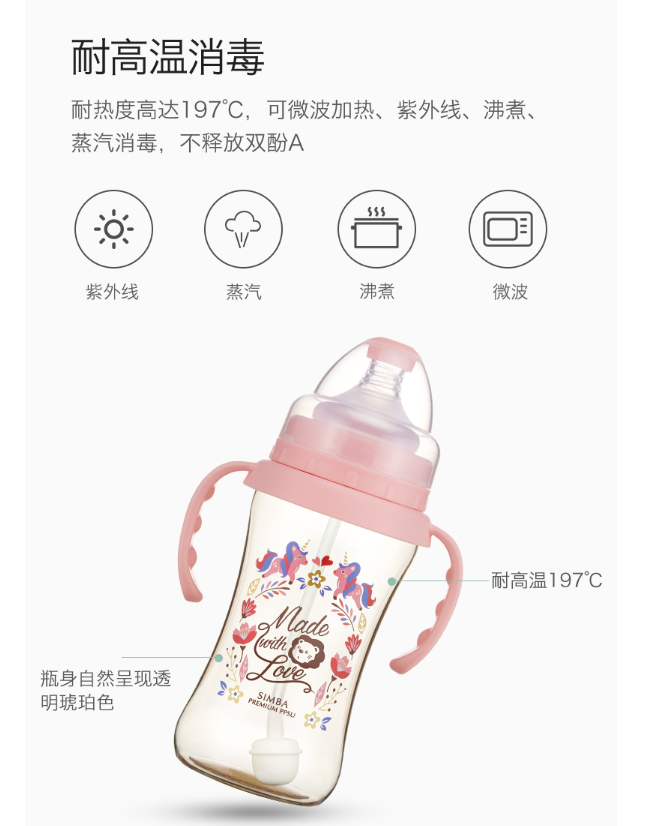 耐高温消毒
耐热度高达197℃，可微波加热、紫外线、沸煮、
蒸汽消毒，不释放双酚A
紫外线
蒸汽
沸煮
微波
耐高温197℃
Made
with
Love
瓶身自然呈现透
明琥珀色
SIMBA
PREMIUM PPSU